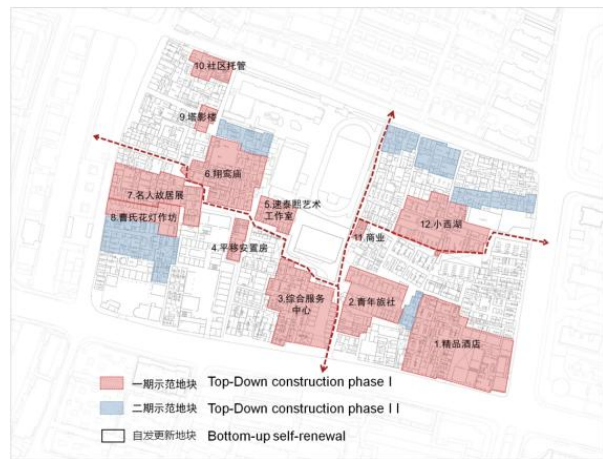 10.社区托管
9.塔影楼
6.翔鸾庙
7.名人故居展
5.速泰熙艺术
工作室
8.曹氏花灯作坊
12.小西湖
11.商业
4.平移安置房
3.综合服务
中心
2.青年旅社
1.精品酒店
一期示范地块 Top-Down construction phase I
二期示范地块 Top-Down construction phase I I
自发更新地块 Bottom-up self-renewal